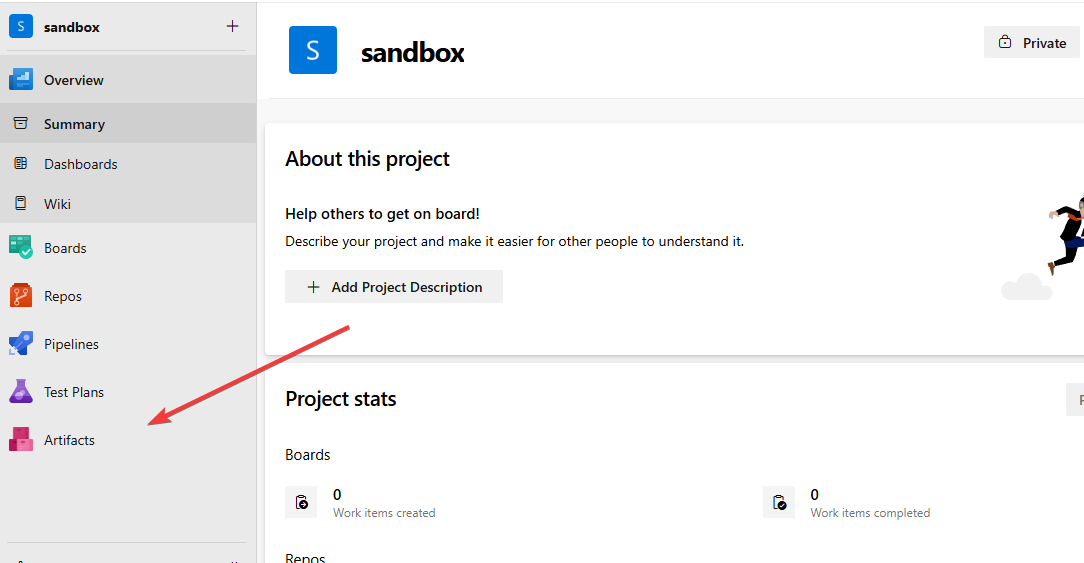 S sandbox +
Overview
Summary
Dashboards
Wiki
Boards
Repos
Pipelines
Test Plans
Artifacts
S sandbox
Private
About this project
Help others to get on board!
Describe your project and make it easier for other people to understand it.
+ Add Project Description
Project stats
Boards
0
Work items created
0
Work items completed
Repos